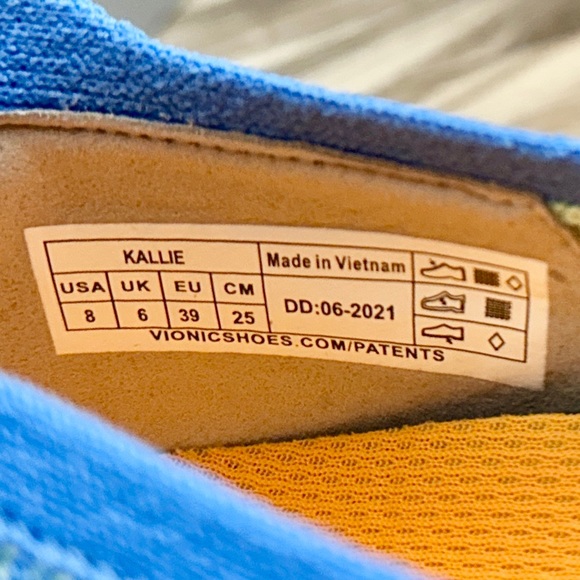 KALLIE Made in Vietnam
USA UK EU CM
8 6 39 25 DD:06-2021
VIONICSHOES.COM/PATENTS